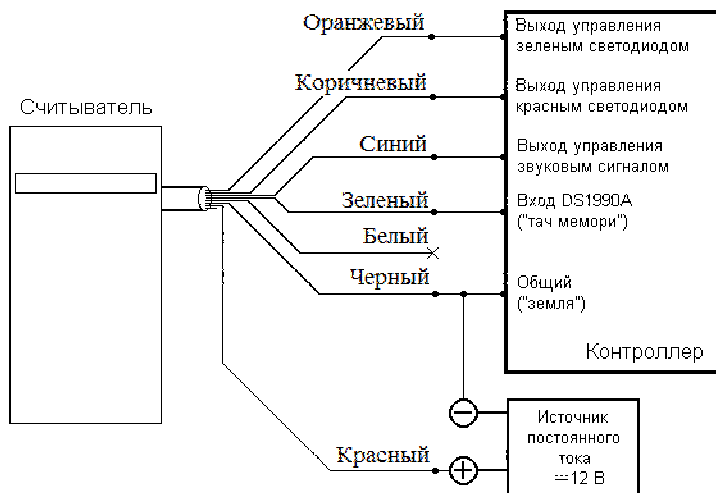 Считыватель
Оранжевый
Коричневый
Синий
Зеленый
Белый
Черный
Красный
Выход управления
зеленым светодиодом
Выход управления
красным светодиодом
Выход управления
звуковым сигналом
Вход DS1990A
("тач мемори")
Общий
("земля")
Контроллер
Источник
постоянного
тока
=12 В